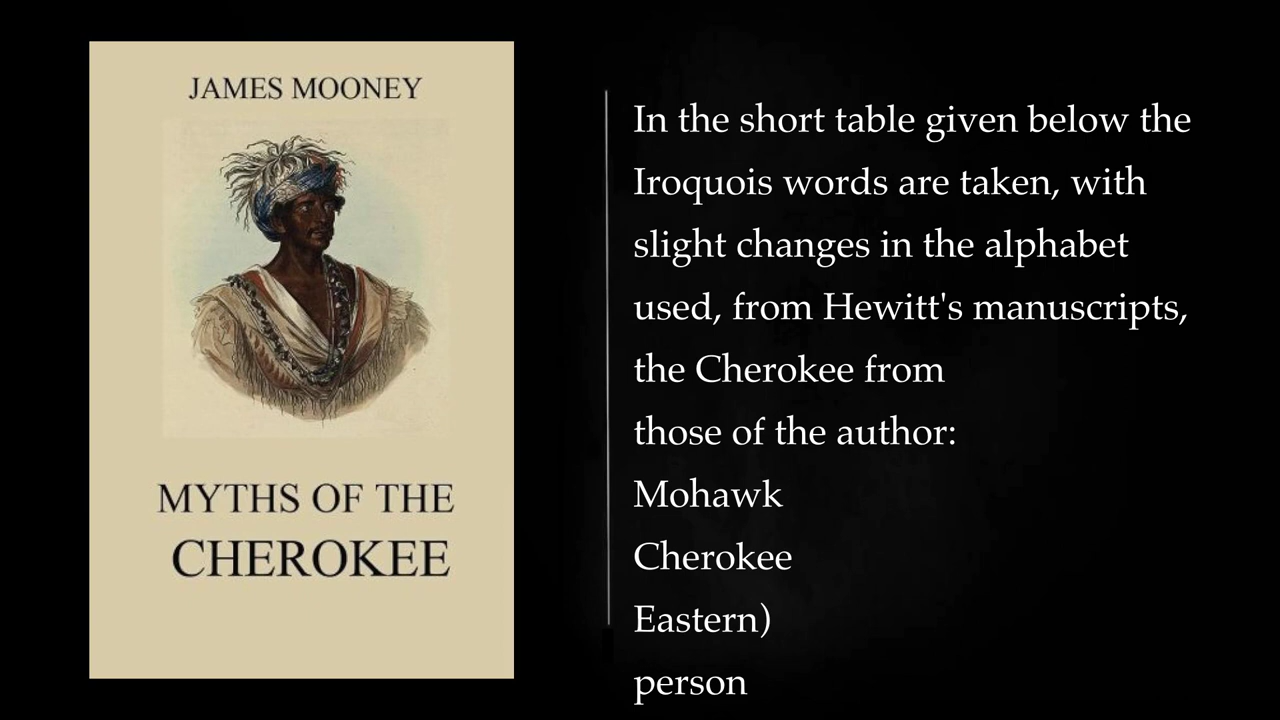 JAMES MOONEY
MYTHS OF THE
CHEROKEE
In the short table given below the
Iroquois words are taken, with
slight changes in the alphabet
used, from Hewitt's manuscripts,
the Cherokee from
those of the author:
Mohawk
Cherokee
Eastern)
person